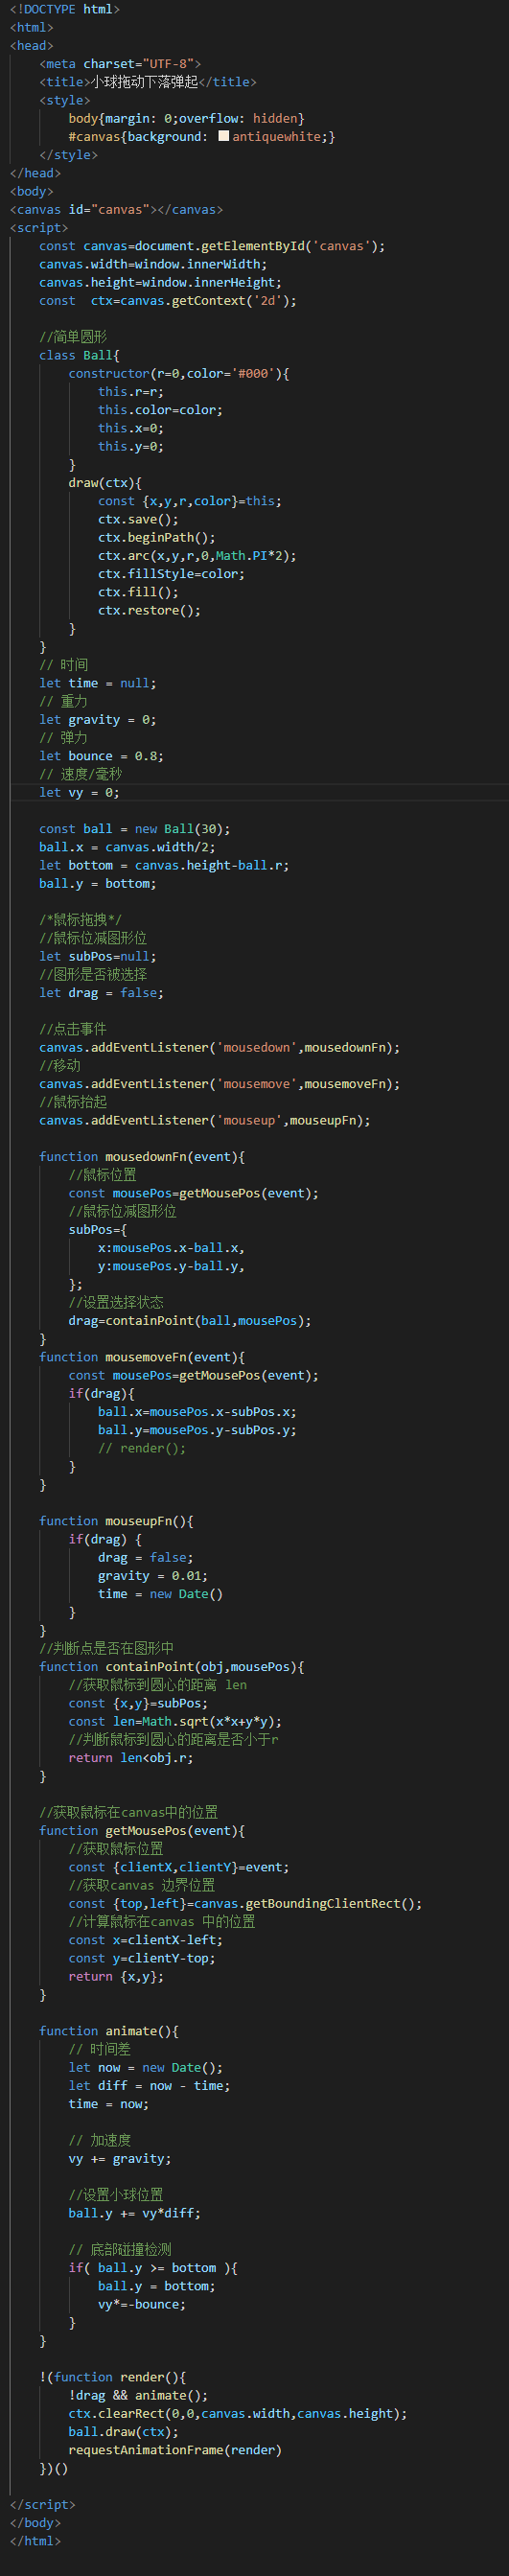 <!DOCTYPE html>
<html>
<head>
    <meta charset="UTF-8">
    <title>小球拖动下落弹起</title>
    <style>
        body{margin: 0;overflow: hidden}
        #canvas{background: antiquewhite;}
    </style>
</head>
<body>
<canvas id="canvas"></canvas>
<script>
    const canvas=document.getElementById('canvas');
    canvas.width=window.innerWidth;
    canvas.height=window.innerHeight;
    const  ctx=canvas.getContext('2d');

    //简单圆形
    class Ball{
        constructor(r=0,color='#000'){
            this.r=r;
            this.color=color;
            this.x=0;
            this.y=0;
        }
        draw(ctx){
            const {x,y,r,color}=this;
            ctx.save();
            ctx.beginPath();
            ctx.arc(x,y,r,0,Math.PI*2);
            ctx.fillStyle=color;
            ctx.fill();
            ctx.restore();
        }
    }
    // 时间
    let time = null;
    // 重力
    let gravity = 0;
    // 弹力
    let bounce = 0.8;
    // 速度/毫秒
    let vy = 0;

    const ball = new Ball(30);
    ball.x = canvas.width/2;
    let bottom = canvas.height-ball.r;
    ball.y = bottom;

    /*鼠标拖拽*/
    //鼠标位减图形位
    let subPos=null;
    //图形是否被选择
    let drag = false;

    //点击事件
    canvas.addEventListener('mousedown',mousedownFn);
    //移动
    canvas.addEventListener('mousemove',mousemoveFn);
    //鼠标抬起
    canvas.addEventListener('mouseup',mouseupFn);

    function mousedownFn(event){
        //鼠标位置
        const mousePos=getMousePos(event);
        //鼠标位减图形位
        subPos={
            x:mousePos.x-ball.x,
            y:mousePos.y-ball.y,
        };
        //设置选择状态
        drag=containPoint(ball,mousePos);
    }
    function mousemoveFn(event){
        const mousePos=getMousePos(event);
        if(drag){
            ball.x=mousePos.x-subPos.x;
            ball.y=mousePos.y-subPos.y;
            // render();
        }
    }

    function mouseupFn(){
        if(drag) {
            drag = false;
            gravity = 0.01;
            time = new Date()
        }
    }
    //判断点是否在图形中
    function containPoint(obj,mousePos){
        //获取鼠标到圆心的距离 len
        const {x,y}=subPos;
        const len=Math.sqrt(x*x+y*y);
        //判断鼠标到圆心的距离是否小于r
        return len<obj.r;
    }

    //获取鼠标在canvas中的位置
    function getMousePos(event){
        //获取鼠标位置
        const {clientX,clientY}=event;
        //获取canvas 边界位置
        const {top,left}=canvas.getBoundingClientRect();
        //计算鼠标在canvas 中的位置
        const x=clientX-left;
        const y=clientY-top;
        return {x,y};
    }

    function animate(){
        // 时间差
        let now = new Date();
        let diff = now - time;
        time = now;

        // 加速度
        vy += gravity;

        //设置小球位置
        ball.y += vy*diff;

        // 底部碰撞检测
        if( ball.y >= bottom ){
            ball.y = bottom;
            vy*=-bounce;
        }
    }

    !(function render(){
        !drag && animate();
        ctx.clearRect(0,0,canvas.width,canvas.height);
        ball.draw(ctx);
        requestAnimationFrame(render)
    })()

</script>
</body>
</html>